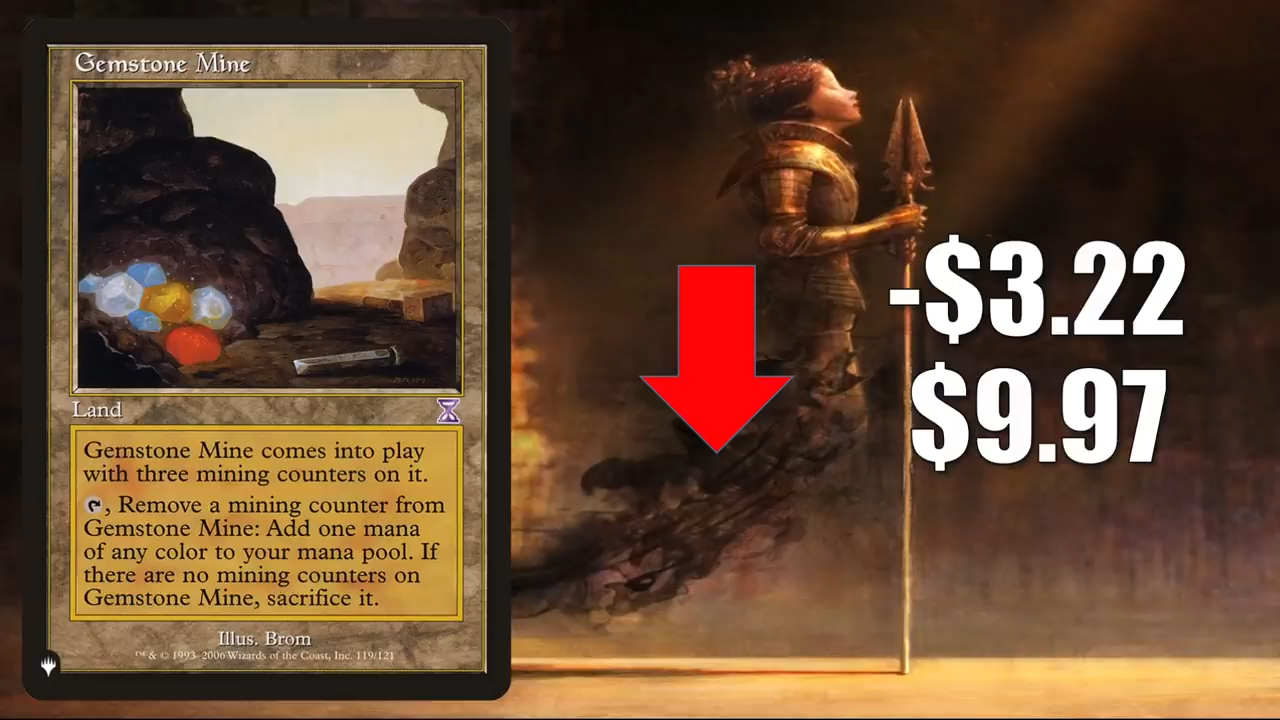 Gemstone Mine
Land
Gemstone Mine comes into play
with three mining counters on it.
, Remove a mining counter from
Gemstone Mine: Add one mana
of any color to your mana pool. If
there are no mining counters on
Gemstone Mine, sacrifice it.
Illus. Brom
™ & © 1993–2006 Wizards of the Coast, Inc. 119/121
-$3.22
$9.97